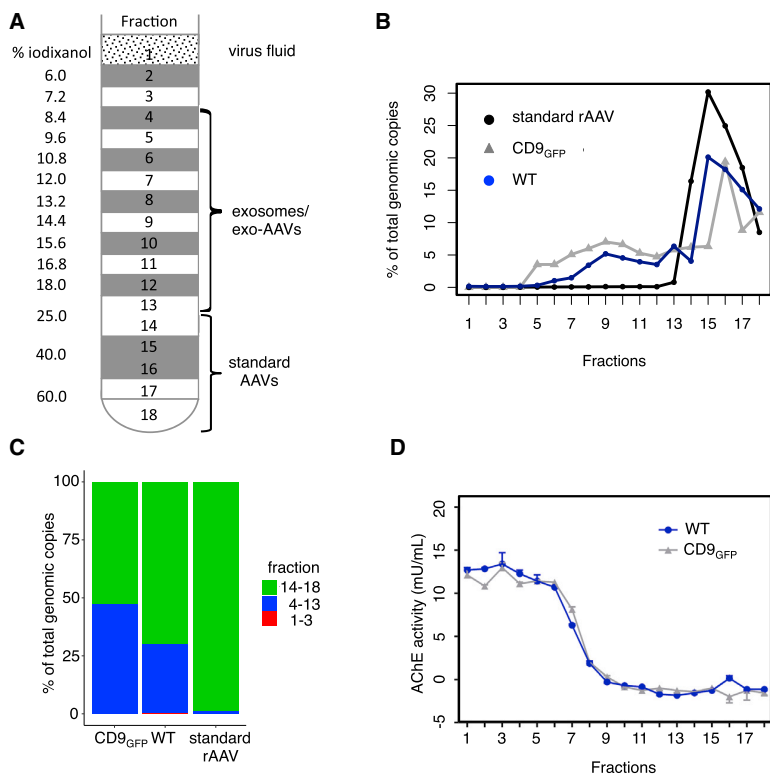 A
Fraction
% iodixanol
1
virus fluid
6.0
2
7.2
3
8.4
4
9.6
5
10.8
6
12.0
7
13.2
8
exosomes/
exo-AAVs
14.4
9
15.6
10
16.8
11
18.0
12
13
25.0
14
15
40.0
16
standard
AAVs
17
60.0
18
B
% of total genomic copies
30
25
20
15
10
5
0
standard rAAV
CD9GFP
WT
1 3 5 7 9 11 13 15 17
Fractions
C
% of total genomic copies
100
75
50
25
0
fraction
14-18
4-13
1-3
CD9GFP WT standard
rAAV
D
AChE activity (mU/mL)
20
15
10
5
0
-5
WT
CD9GFP
1 3 5 7 9 11 13 15 17
Fractions